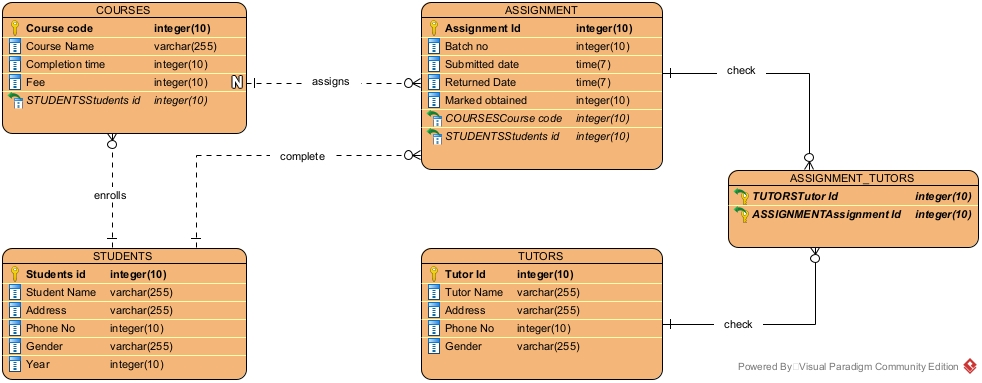 COURSES
Course code integer(10)
Course Name varchar(255)
Completion time integer(10)
Fee integer(10)
STUDENTSStudents id integer(10)
N
assigns
ASSIGNMENT
Assignment Id integer(10)
Batch no integer(10)
Submitted date time(7)
Returned Date time(7)
Marked obtained integer(10)
COURSESCourse code integer(10)
STUDENTSStudents id integer(10)
check
complete
enrolls
ASSIGNMENT_TUTORS
TUTORSTutor Id integer(10)
ASSIGNMENTAssignment Id integer(10)
STUDENTS
Students id integer(10)
Student Name varchar(255)
Address varchar(255)
Phone No integer(10)
Gender varchar(255)
Year integer(10)
TUTORS
Tutor Id integer(10)
Tutor Name varchar(255)
Address varchar(255)
Phone No integer(10)
Gender varchar(255)
check
Powered By Visual Paradigm Community Edition